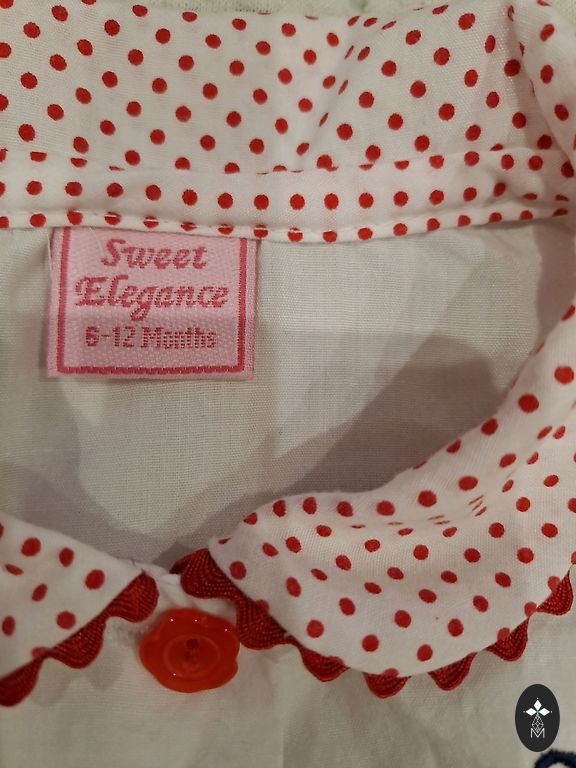 Sweet
Elegance
6-12 Months
M